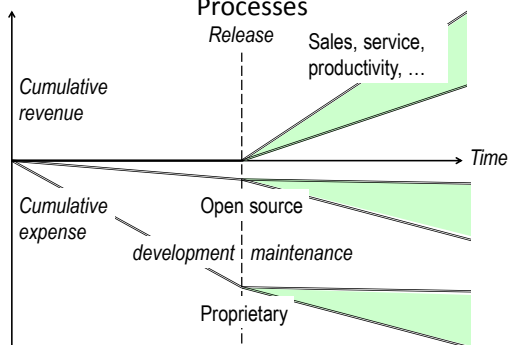 Processes
Release
Sales, service,
productivity, …
Cumulative
revenue
Time
Cumulative
expense
Open source
development maintenance
Proprietary